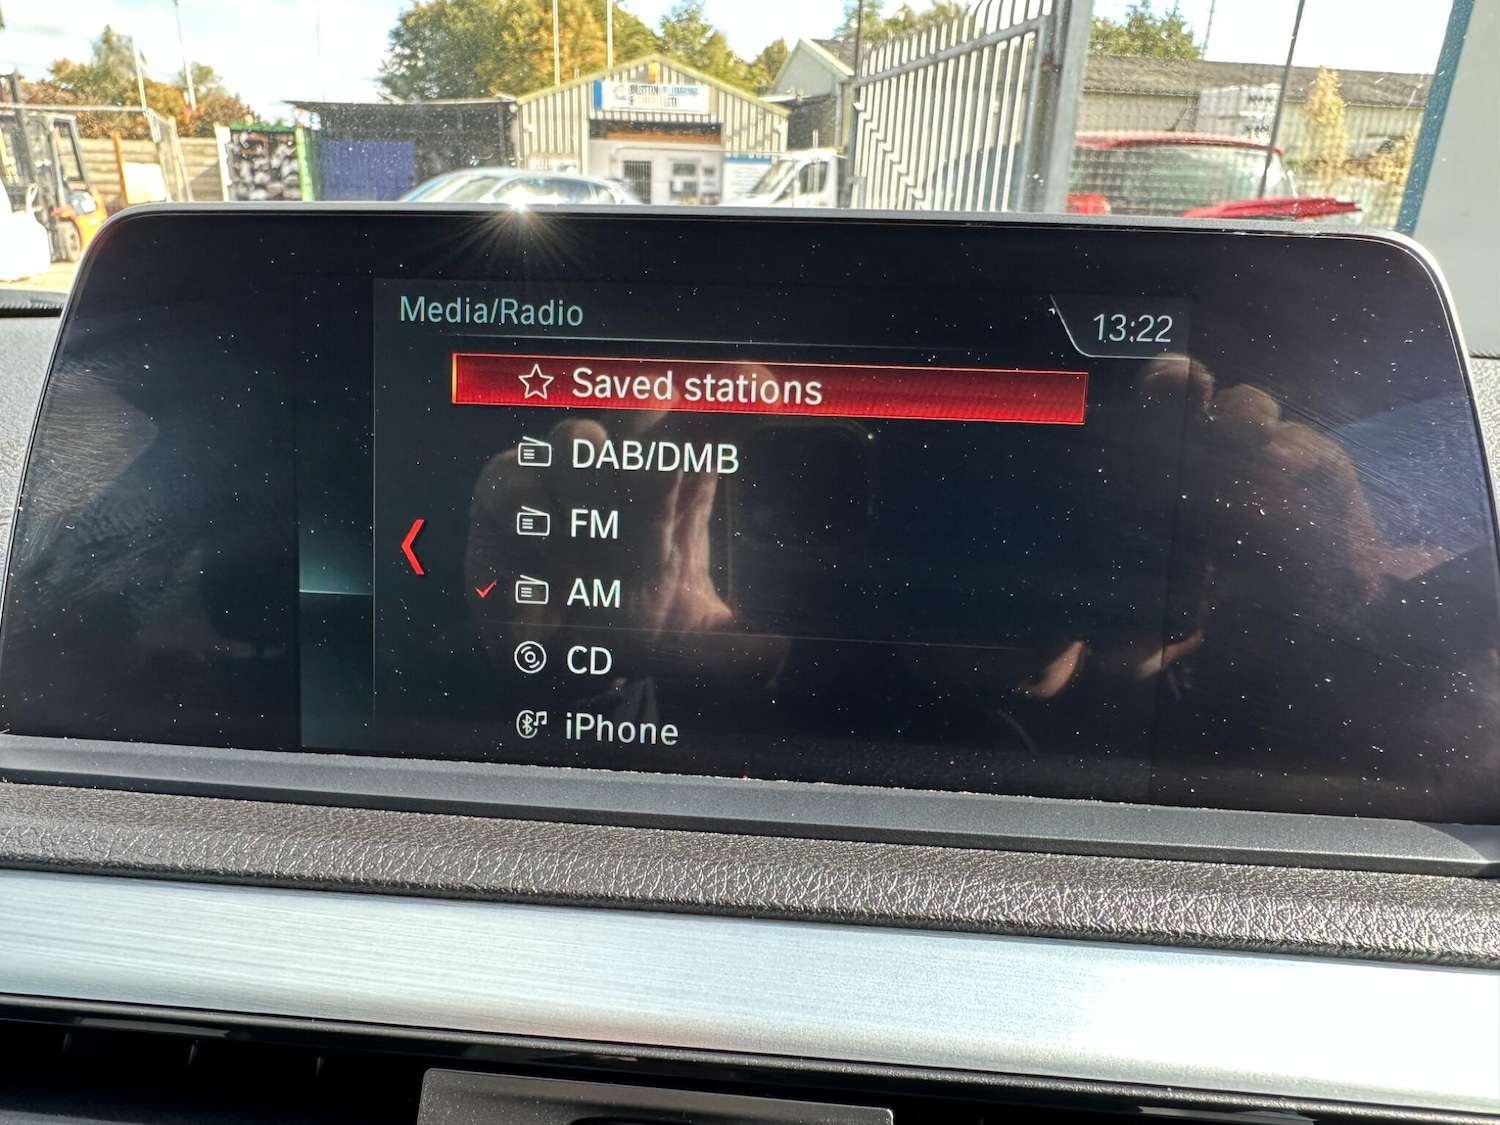 Media/Radio
13:22
Saved stations
DAB/DMB
FM
AM
CD
iPhone